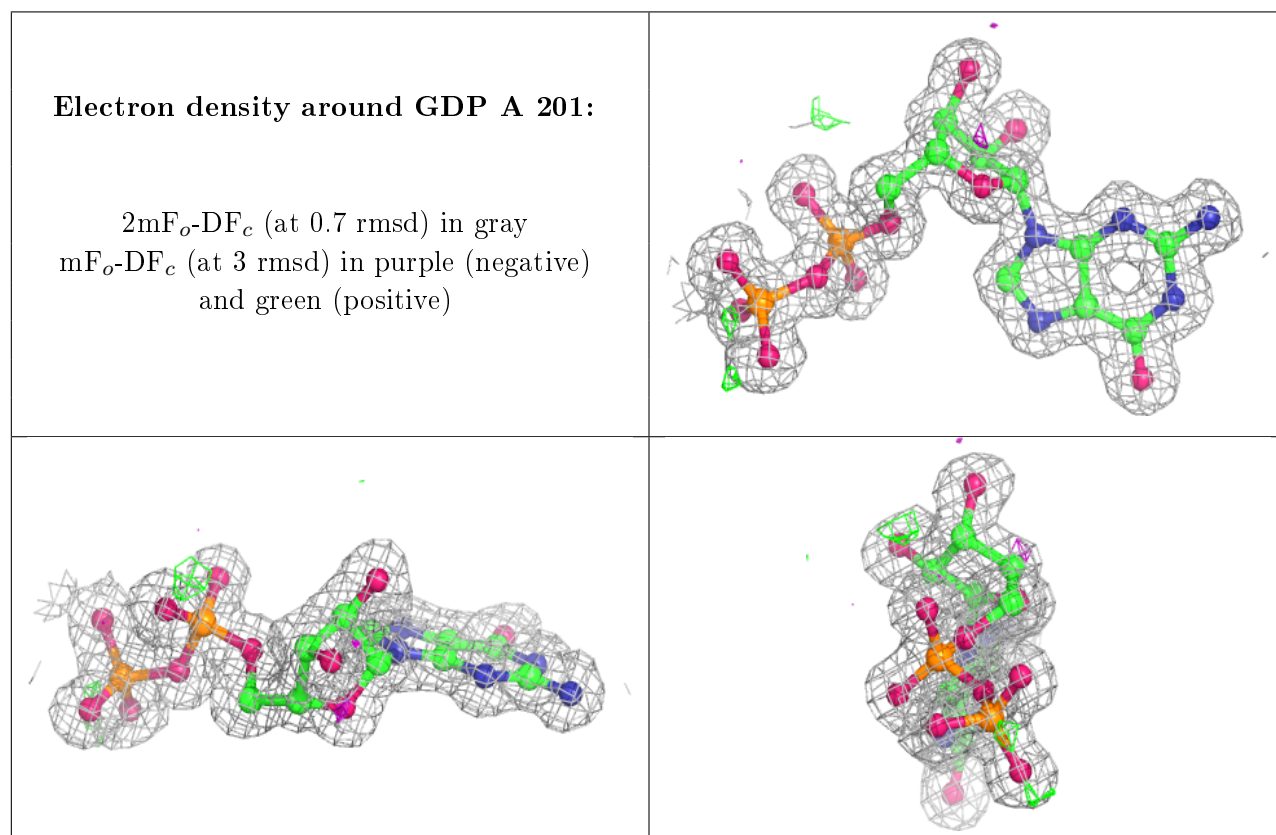 Electron density around GDP A 201:
2mFₒ-DF𝒸 (at 0.7 rmsd) in gray
mFₒ-DF𝒸 (at 3 rmsd) in purple (negative)
and green (positive)